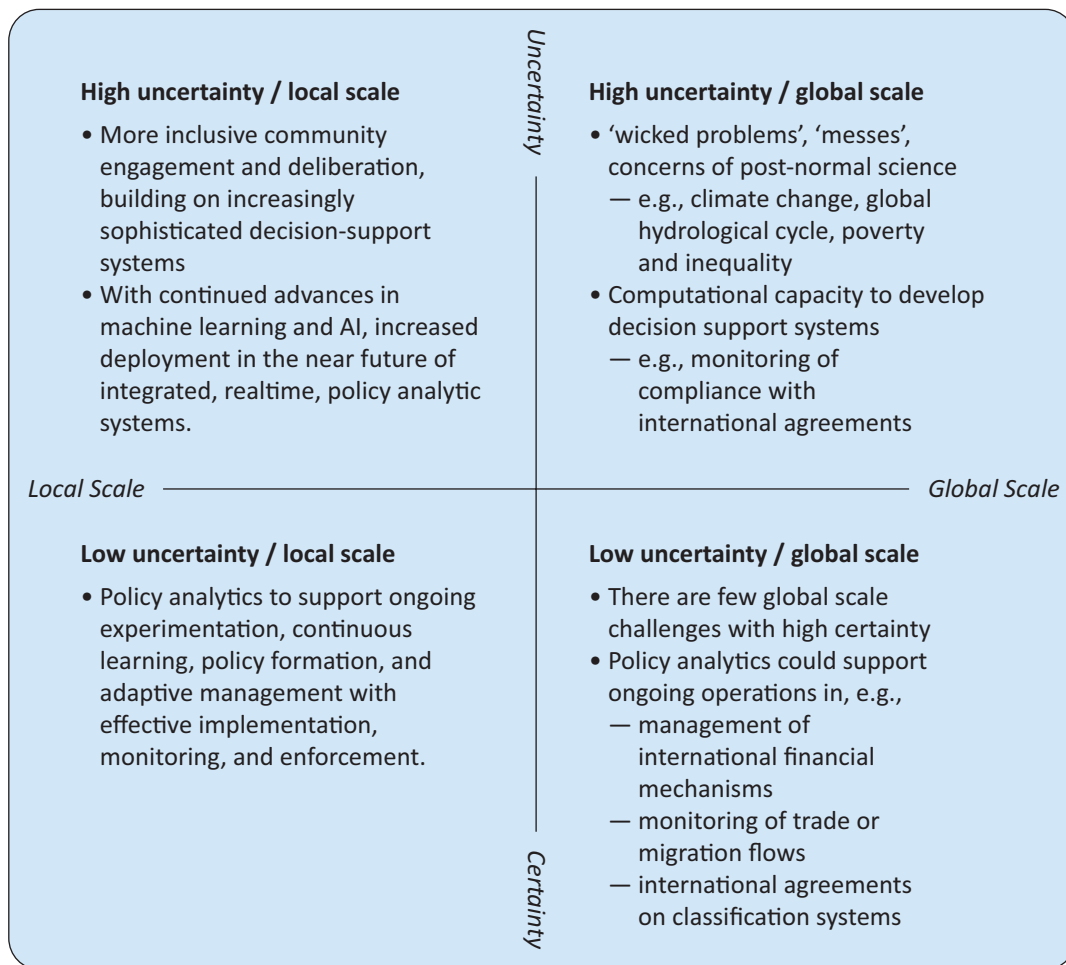 Uncertainty
High uncertainty / local scale
• More inclusive community
engagement and deliberation,
building on increasingly
sophisticated decision-support
systems
• With continued advances in
machine learning and AI, increased
deployment in the near future of
integrated, realtime, policy analytic
systems.
High uncertainty / global scale
• ‘wicked problems’, ‘messes’,
concerns of post-normal science
— e.g., climate change, global
hydrological cycle, poverty
and inequality
• Computational capacity to develop
decision support systems
— e.g., monitoring of
compliance with
international agreements
Local Scale
Global Scale
Low uncertainty / local scale
• Policy analytics to support ongoing
experimentation, continuous
learning, policy formation, and
adaptive management with
effective implementation,
monitoring, and enforcement.
Low uncertainty / global scale
• There are few global scale
challenges with high certainty
• Policy analytics could support
ongoing operations in, e.g.,
— management of
international financial
mechanisms
— monitoring of trade or
migration flows
— international agreements
on classification systems
Certainty